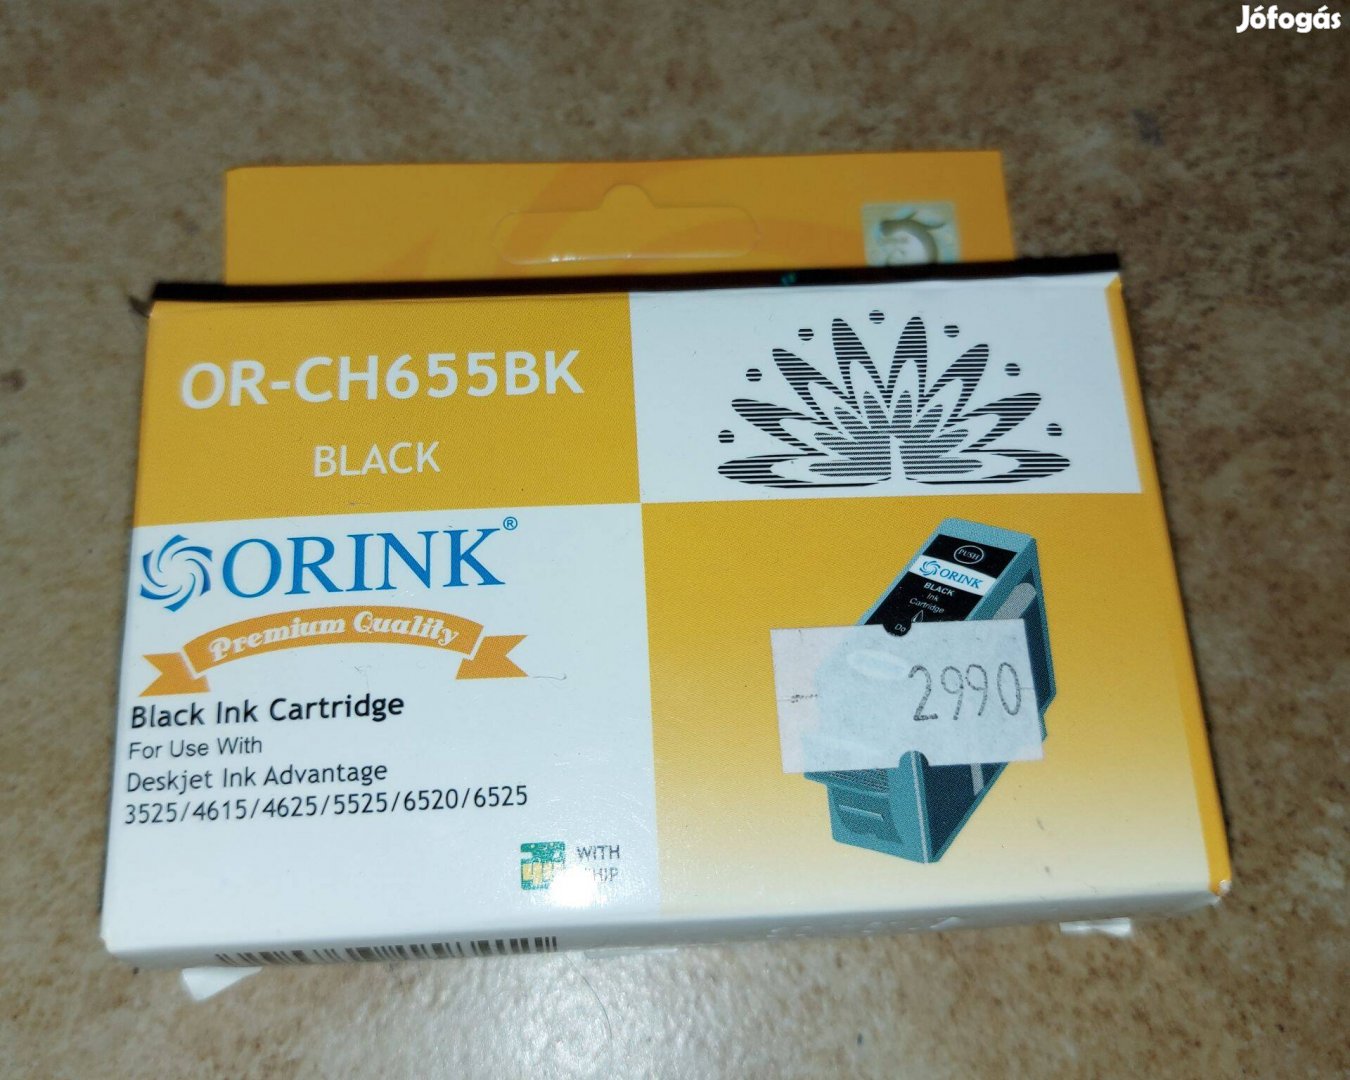 Jófogás
OR-CH655BK
BLACK
ORINK®
Premium Quality
Black Ink Cartridge
For Use With
Deskjet Ink Advantage
3525/4615/4625/5525/6520/6525
WITH
PUSH
ORINK
BLACK
Ink
Cartridge
Do
2990